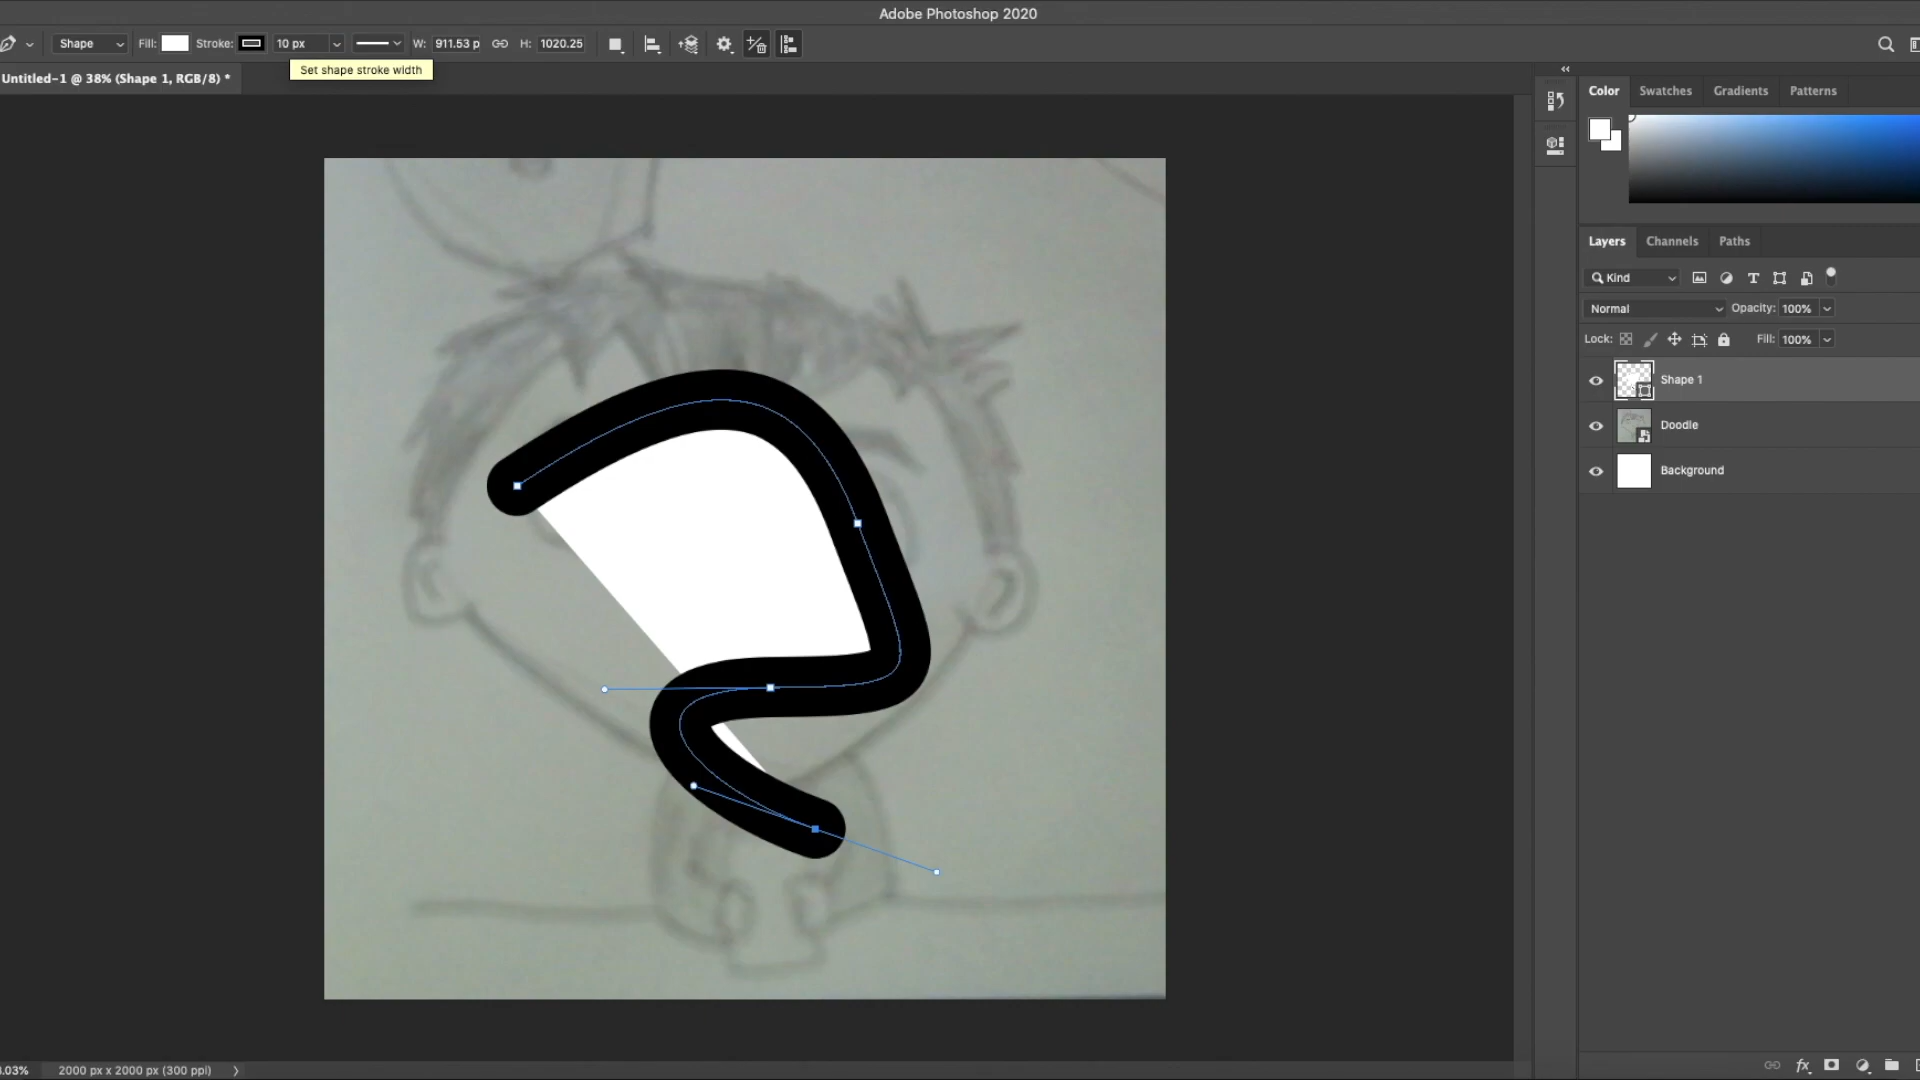 Adobe Photoshop 2020
Shape Fill: Stroke: 10 px W: 911.53 p H: 1020.25
Set shape stroke width
Untitled-1 @ 38% (Shape 1, RGB/8) *
Color Swatches Gradients Patterns
Layers Channels Paths
Kind
Normal Opacity: 100%
Lock: Fill: 100%
Shape 1
Doodle
Background
.03% 2000 px x 2000 px (300 ppi)
fx